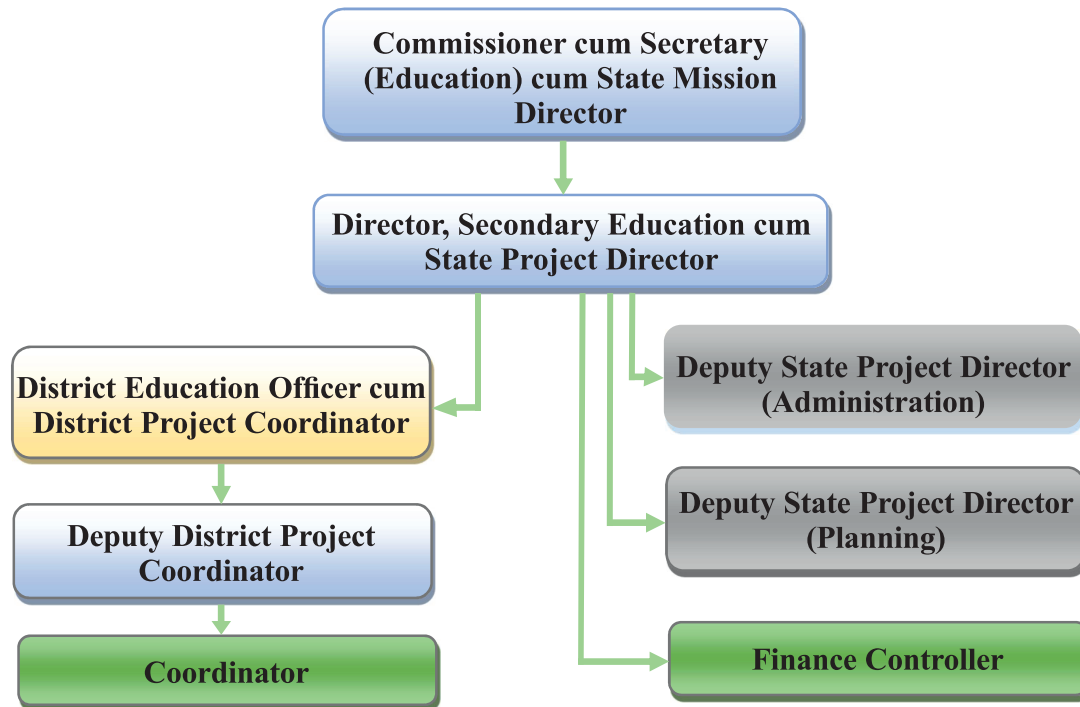 Commissioner cum Secretary
(Education) cum State Mission
Director
Director, Secondary Education cum
State Project Director
District Education Officer cum
District Project Coordinator
Deputy District Project
Coordinator
Coordinator
Deputy State Project Director
(Administration)
Deputy State Project Director
(Planning)
Finance Controller